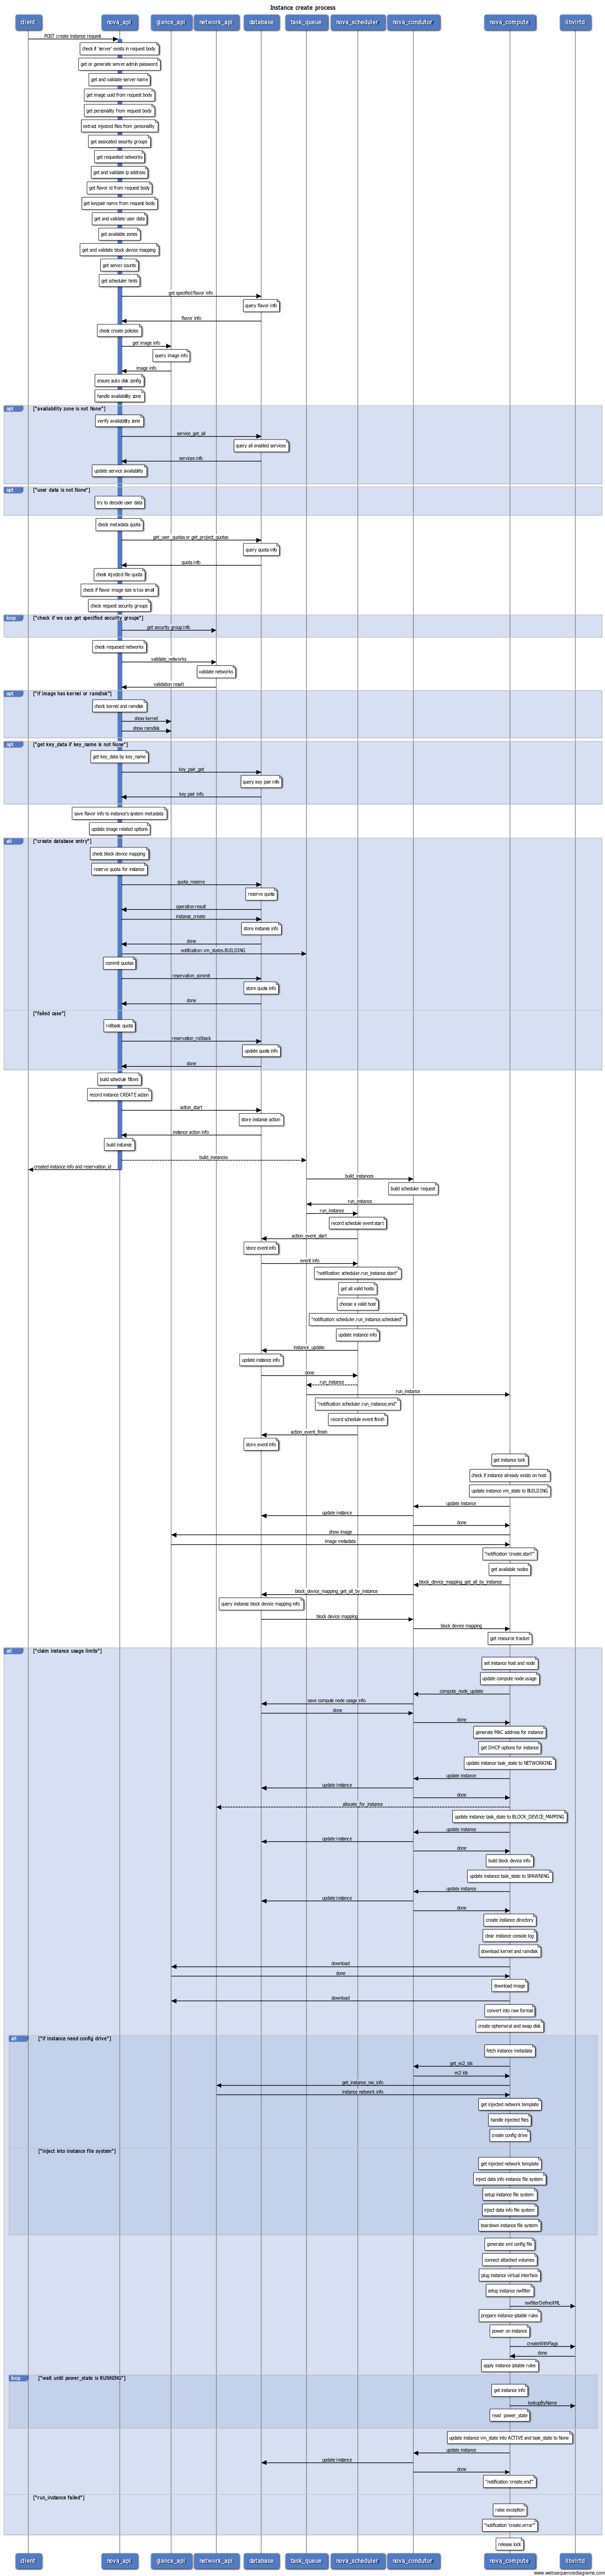 Instance create process
client nova_api glance_api network_api database task_queue nova_scheduler nova_condutor nova_compute libvirtd
POST create instance request
check if 'server' exists in request body
get or generate server admin password
get and validate server name
get image uuid from request body
get personality from request body
extract injected files from personality
get assocated security groups
get requested networks
get and validate ip address
get flavor id from request body
get keypair name from request body
get and validate user data
get available zones
get and validate block device mapping
get server counts
get scheduler hints
get specified flavor info
query flavor info
flavor info
check create policies
get image info
query image info
image info
ensure auto disk config
handle availability zone
opt ["availability zone is not None"]
verify availability zone
service_get_all
query all enabled services
services info
update service availability
opt ["user data is not None"]
try to decode user data
check metadata quota
get_user_quotas or get_project_quotas
query quota info
quota info
check injected file quota
check if flavor image size is too small
check request security groups
loop ["check if we can get specified security groups"]
get security group info
check requesed networks
validate_networks
validate networks
validation result
opt ["if image has kernel or ramdisk"]
check kernel and ramdisk
show kernel
show ramdisk
opt ["get key_data if key_name is not None"]
get key_data by key_name
key_pair_get
query key pair info
key pair info
save flavor info to instance's system metadata
update image related options
alt ["create database entry"]
check block device mapping
reserve quota for instance
quota_reserve
reserve quota
operation result
instance_create
store instance info
done
notification: vm_states.BUILDING
commit quotas
reservation_commit
store quota info
done
["failed case"]
rollback quota
reservation_rollback
update quota info
done
build schedule filters
record instance CREATE action
action_start
store instance action
instance action info
build instance
build_instances
created instance info and reservation_id
build_instances
build scheduler request
run_instance
run_instance
record schedule event start
action_event_start
store event info
event info
"notification: scheduler.run_instance.start"
get all valid hosts
choose a valid host
"notification: scheduler.run_instance.scheduled"
update instance info
instance_update
update instance info
done
run_instance
run_instance
"notification: scheduler.run_instance.end"
record schedule event finish
action_event_finish
store event info
get instance lock
check if instance already exists on host
update instance vm_state to BUILDING
update instance
update instance
done
show image
image metadata
"notification 'create.start'"
get available nodes
block_device_mapping_get_all_by_instance
block_device_mapping_get_all_by_instance
query instance block device mapping info
block device mapping
block device mapping
get resource tracker
alt ["claim instance usage limits"]
set instance host and node
update compute node usage
compute_node_update
save compute node usage info
done
done
generate MAC address for instance
get DHCP options for instance
update instance task_state to NETWORKING
update instance
update instance
done
allocate_for_instance
update instance task_state to BLOCK_DEVICE_MAPPING
update instance
update instance
done
build block device info
update instance task_state to SPAWNING
update instance
update instance
done
create instance directory
clear instance console log
download kernel and ramdisk
download
done
download image
download
convert into raw format
create ephemeral and swap disk
alt ["if instance need config drive"]
fetch instance metadata
get_ec2_ids
ec2 ids
get_instance_nw_info
instance network info
get injected network template
handle injected files
create config drive
["inject into instance file system"]
get injected network template
inject data info instance file system
setup instance file system
inject data info file system
teardown instance file system
generate xml config file
connect attached volumes
plug instance virtual interface
setup instance nwfilter
nwfilterDefineXML
prepare instance iptable rules
power on instance
createWithFlags
done
apply instance iptable rules
loop ["wait until power_state is RUNNING"]
get instance info
lookupByName
read power_state
update instance vm_state into ACTIVE and task_state to None
update instance
update instance
done
"notification 'create.end'"
["run_instance failed"]
raise exception
"notification 'create.error'"
release lock
client nova_api glance_api network_api database task_queue nova_scheduler nova_condutor nova_compute libvirtd
www.websequencediagrams.com